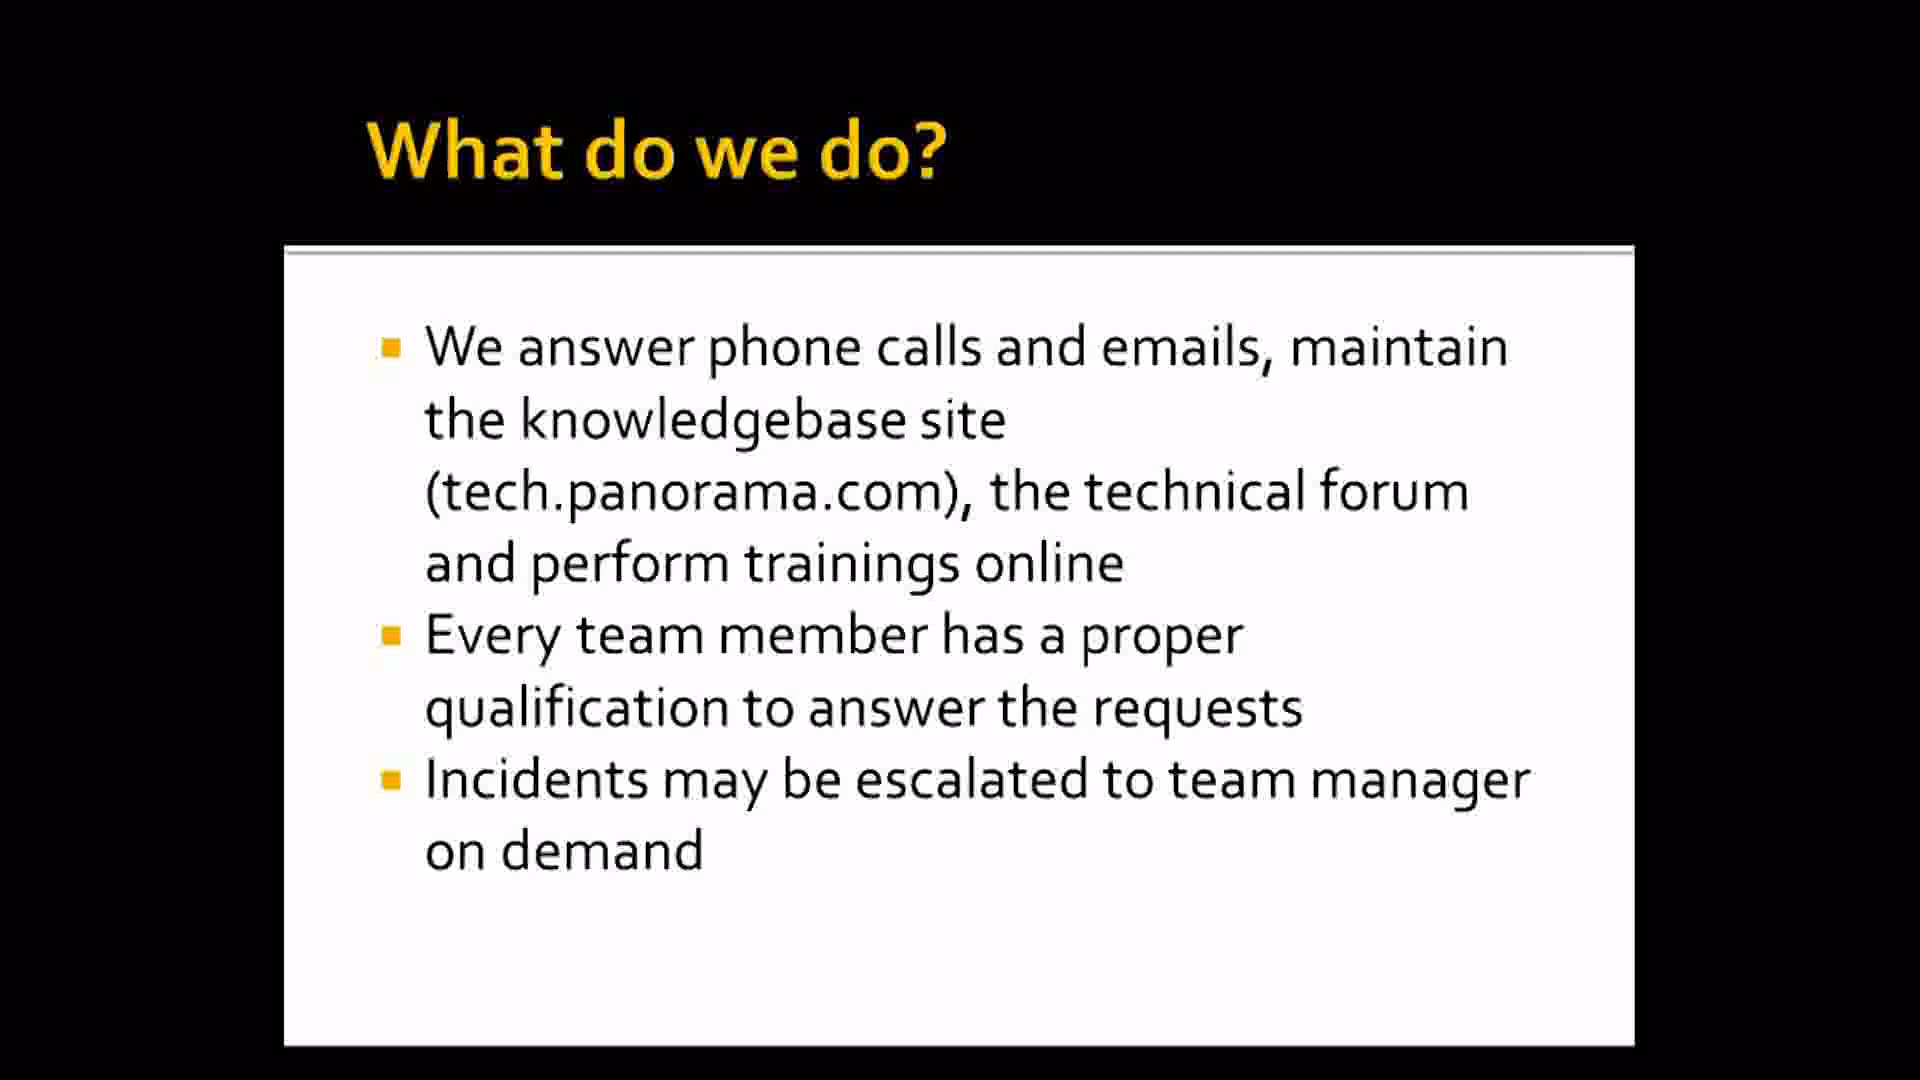 What do we do?
We answer phone calls and emails, maintain
the knowledgebase site
(tech.panorama.com), the technical forum
and perform trainings online
Every team member has a proper
qualification to answer the requests
Incidents may be escalated to team manager
on demand